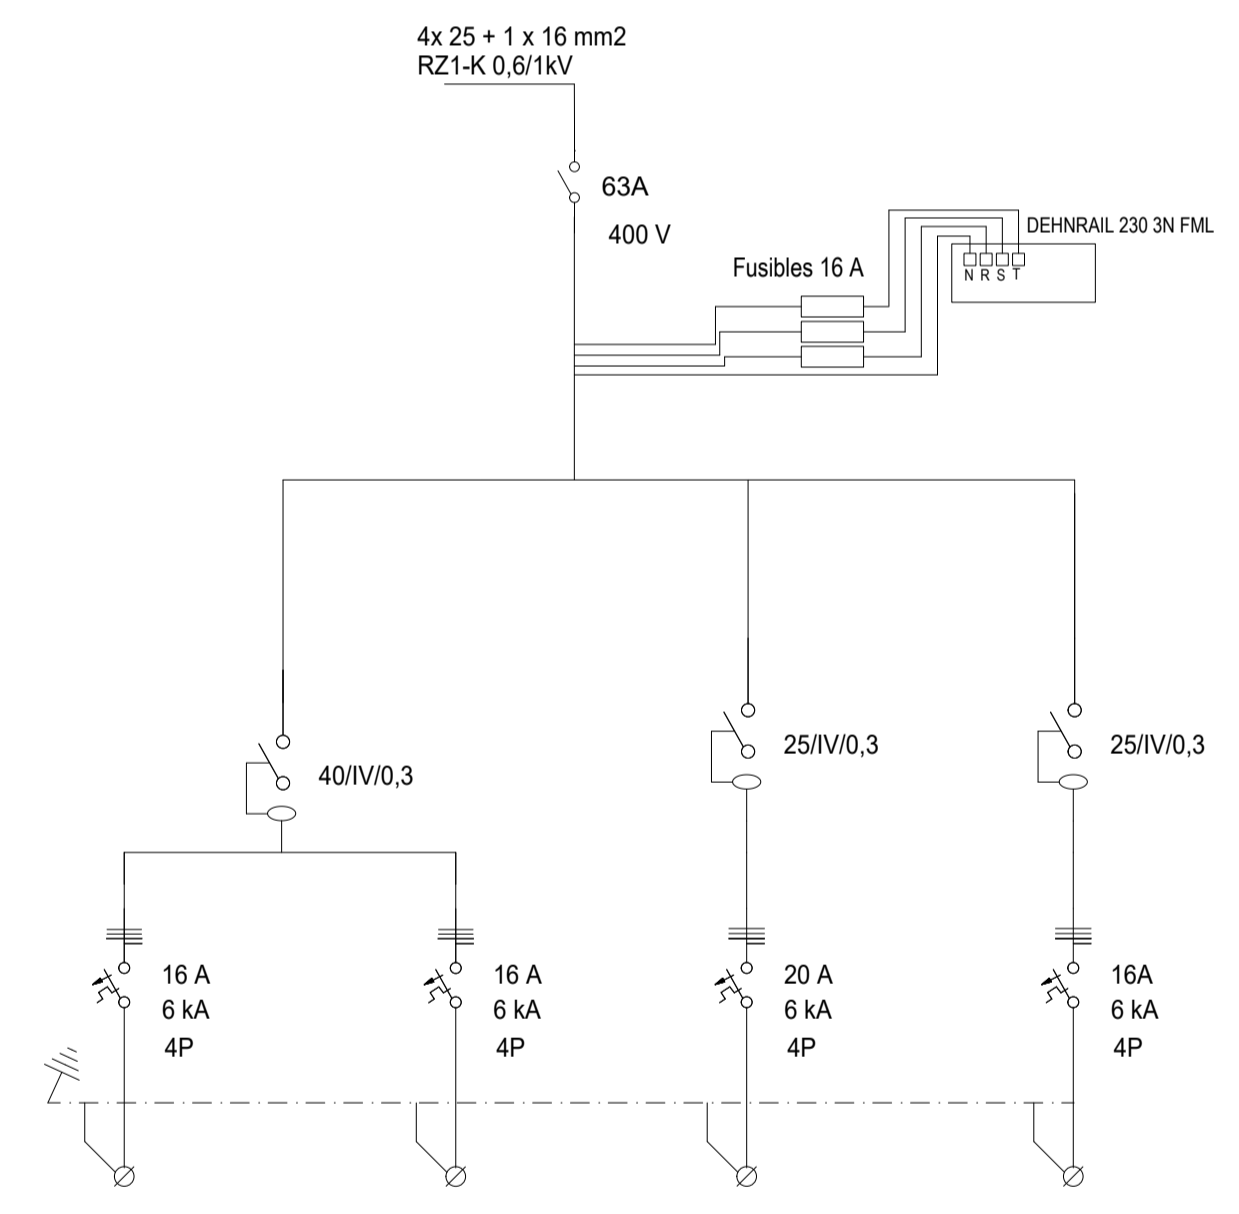 4x 25 + 1 x 16 mm2
RZ1-K 0,6/1kV
63A
400 V
DEHNRAIL 230 3N FML
Fusibles 16 A
N R S T
40/IV/0,3
25/IV/0,3
25/IV/0,3
16 A
6 kA
4P
16 A
6 kA
4P
20 A
6 kA
4P
16A
6 kA
4P